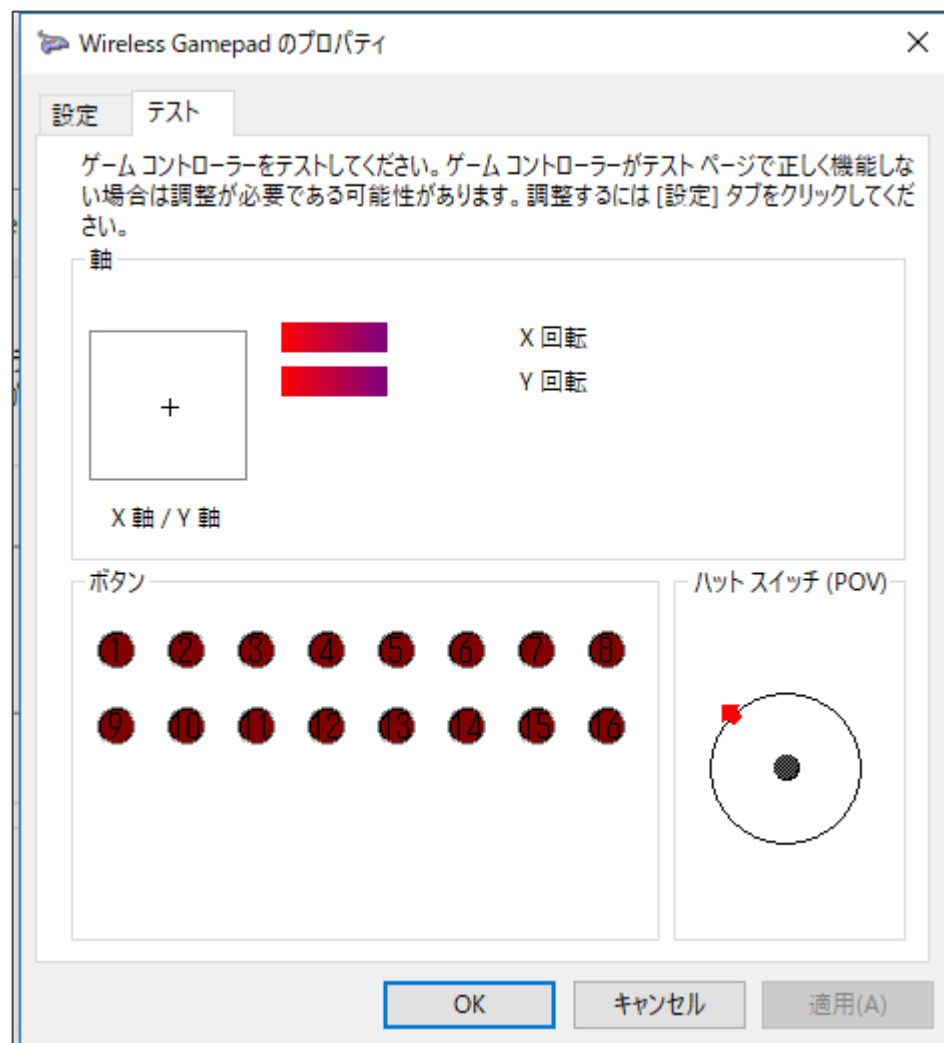 Wireless Gamepad のプロパティ
設定
テスト
ゲーム コントローラーをテストしてください。ゲーム コントローラーがテスト ページで正しく機能しな
い場合は調整が必要である可能性があります。調整するには [設定] タブをクリックしてくだ
さい。
軸
X 回転
Y 回転
X 軸 / Y 軸
ボタン
ハット スイッチ (POV)
1 2 3 4 5 6 7 8
9 10 11 12 13 14 15 16
OK
キャンセル
適用(A)